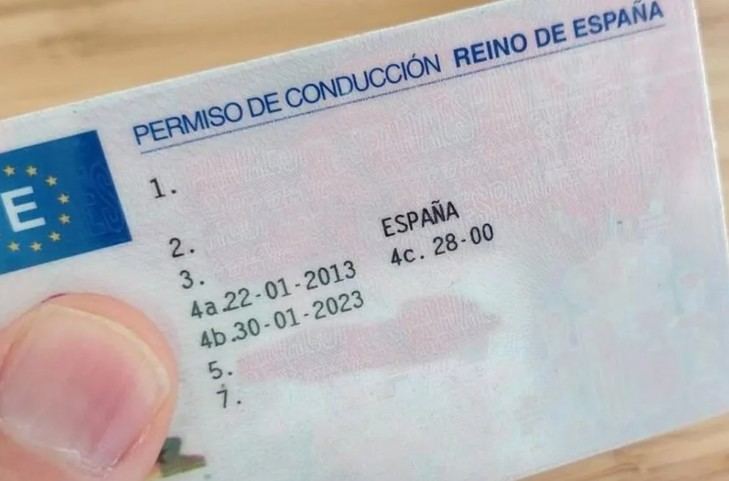 PERMISO DE CONDUCCIÓN REINO DE ESPAÑA
E
1.
2.
ESPAÑA
3.
4a.22-01-2013 4c. 28-00
4b.30-01-2023
5.
7.